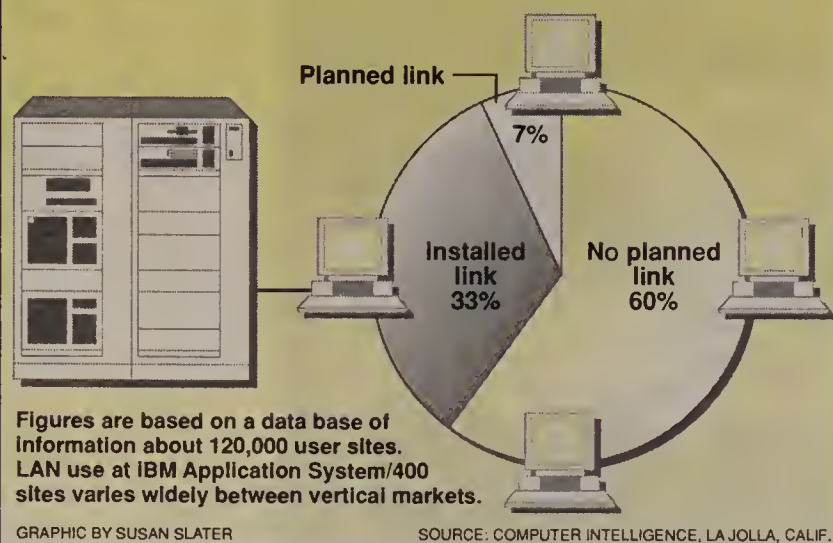 Planned link
7%
Installed
link
33%
No planned
link
60%
Figures are based on a data base of
information about 120,000 user sites.
LAN use at IBM Application System/400
sites varies widely between vertical markets.
GRAPHIC BY SUSAN SLATER
SOURCE: COMPUTER INTELLIGENCE, LA JOLLA, CALIF.